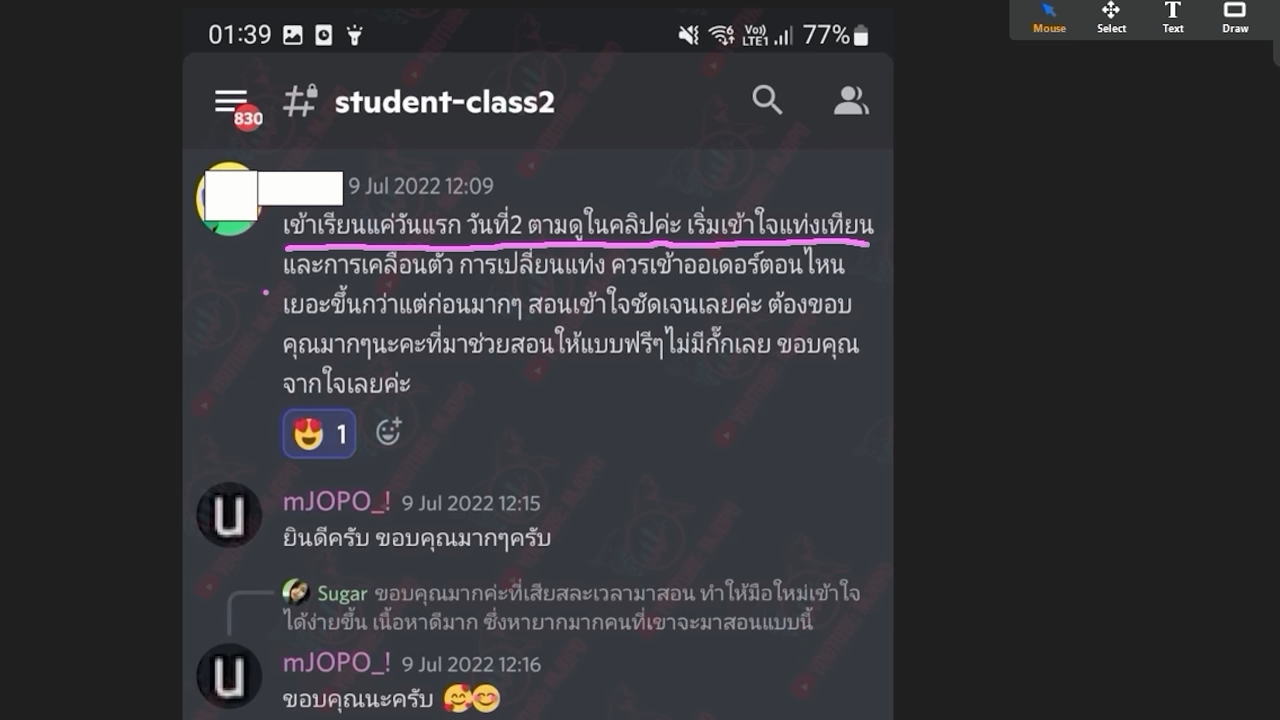 01:39
Vo))
LTE1
77%
Mouse
Select
T
Text
Draw
830
student-class2
9 Jul 2022 12:09
เข้าเรียนแค่วันแรก วันที่2 ตามดูในคลิปค่ะ เริ่มเข้าใจแท่งเทียน
และการเคลื่อนตัว การเปลี่ยนแท่ง ควรเข้าออเดอร์ตอนไหน
เยอะขึ้นกว่าแต่ก่อนมากๆ สอนเข้าใจชัดเจนเลยค่ะ ต้องขอบ
คุณมากๆนะคะที่มาช่วยสอนให้แบบฟรีๆไม่มีกั๊กเลย ขอบคุณ
จากใจเลยค่ะ
1
mJOPO_! 9 Jul 2022 12:15
ยินดีครับ ขอบคุณมากๆครับ
Sugar ขอบคุณมากค่ะที่เสียสละเวลามาสอน ทำให้มือใหม่เข้าใจ
ได้ง่ายขึ้น เนื้อหาดีมาก ซึ่งหายากมากคนที่เขาจะมาสอนแบบนี้
mJOPO_! 9 Jul 2022 12:16
ขอบคุณนะครับ 🥰😊